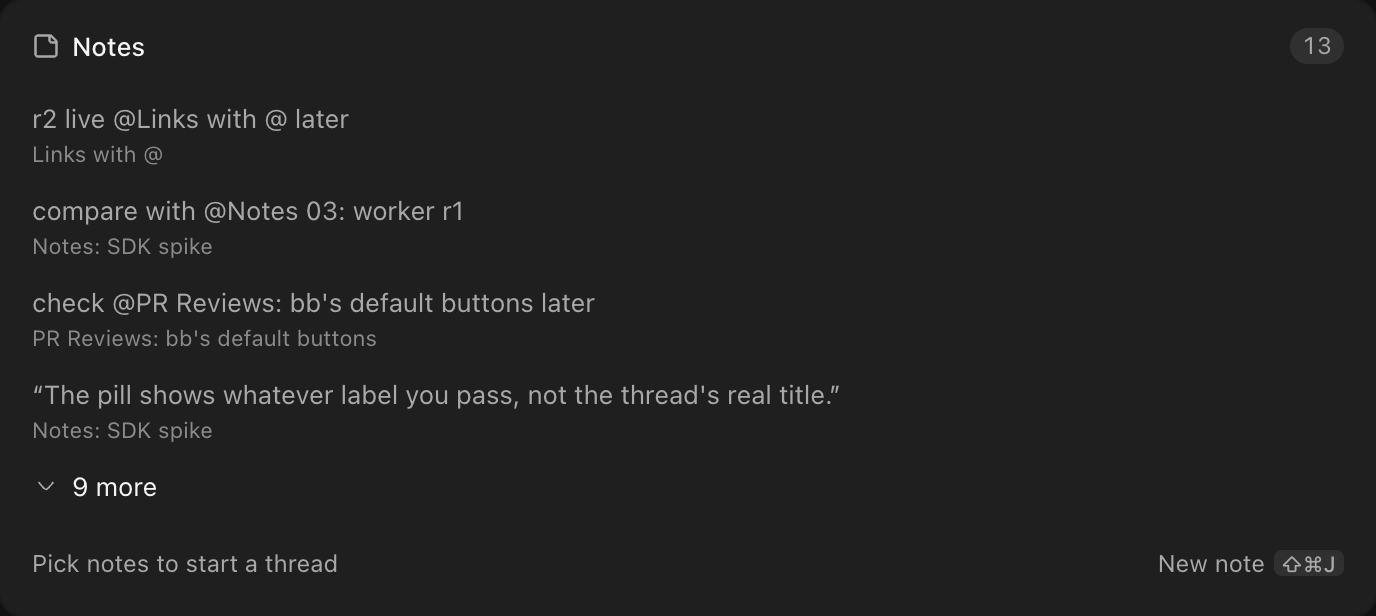 Notes
13
r2 live @Links with @ later
Links with @
compare with @Notes 03: worker r1
Notes: SDK spike
check @PR Reviews: bb's default buttons later
PR Reviews: bb's default buttons
“The pill shows whatever label you pass, not the thread's real title.”
Notes: SDK spike
9 more
Pick notes to start a thread
New note ⇧⌘J